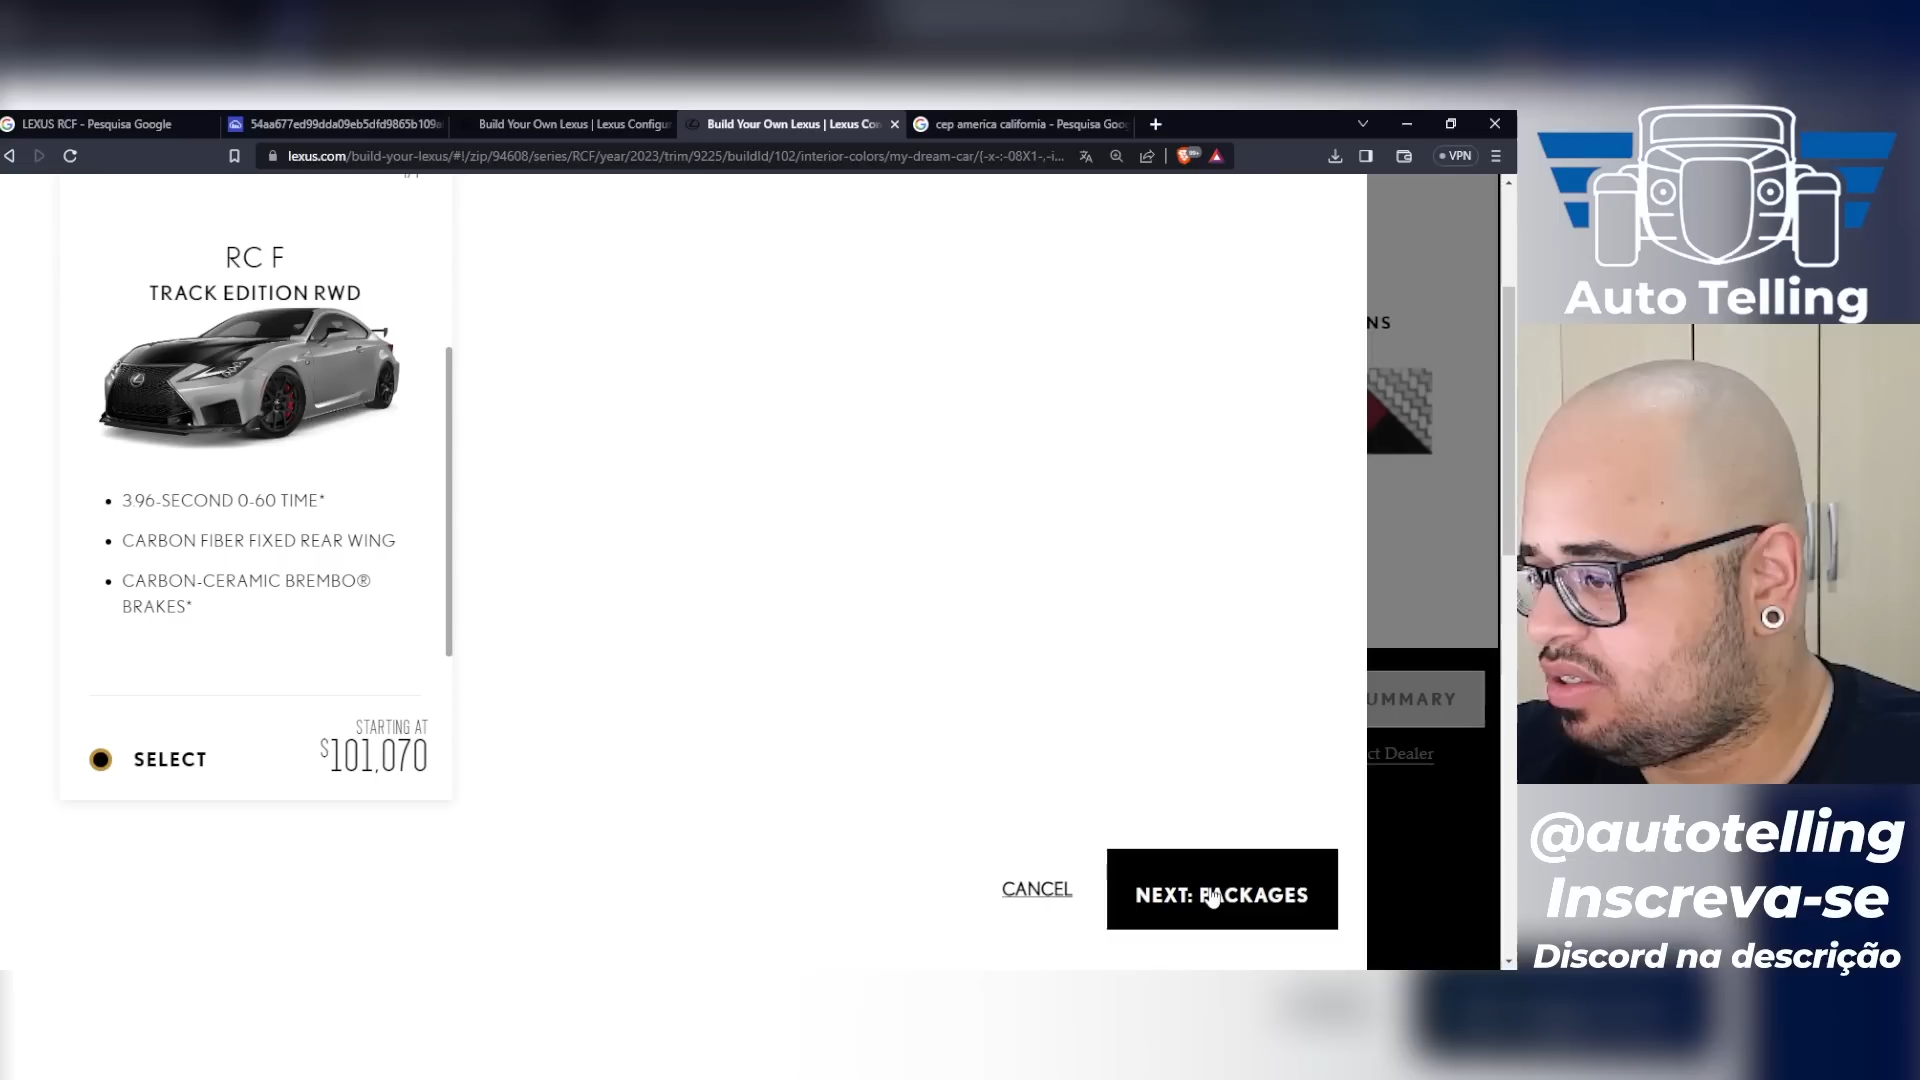 LEXUS RCF - Pesquisa Google
54aa677ed99dda09eb5dfd9865b109a
Build Your Own Lexus | Lexus Configu
Build Your Own Lexus | Lexus Con
cep america california - Pesquisa Goo
lexus.com/build-your-lexus/#!/zip/94608/series/RCF/year/2023/trim/9225/buildId/102/interior-colors/my-dream-car/{-x-:-08X1-,-i...
VPN
RC F
TRACK EDITION RWD
3.96-SECOND 0-60 TIME*
CARBON FIBER FIXED REAR WING
CARBON-CERAMIC BREMBO®
BRAKES*
STARTING AT
SELECT
$101,070
CANCEL
NEXT: PACKAGES
NS
UMMARY
ct Dealer
Auto Telling
@autotelling
Inscreva-se
Discord na descrição